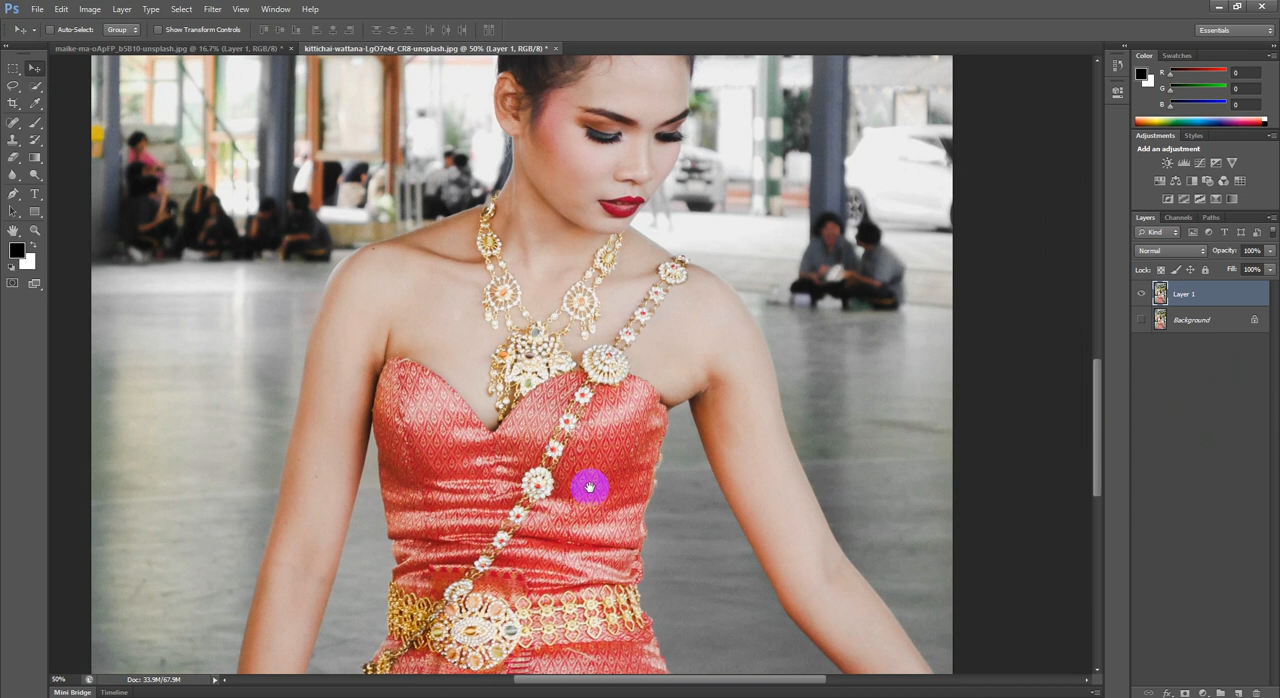 Ps File Edit Image Layer Type Select Filter View Window Help
Auto-Select: Group Show Transform Controls Essentials
maike-ma-oApFP_b5B10-unsplash.jpg @ 16.7% (Layer 1, RGB/8) * × kittichai-wattana-LgO7e4r_CR8-unsplash.jpg @ 50% (Layer 1, RGB/8) * ×
Color Swatches
R 0
G 0
B 0
Adjustments Styles
Add an adjustment
Layers Channels Paths
Kind
Normal Opacity: 100%
Lock: Fill: 100%
Layer 1
Background
50% Doc: 33.9M/67.9M
Mini Bridge Timeline